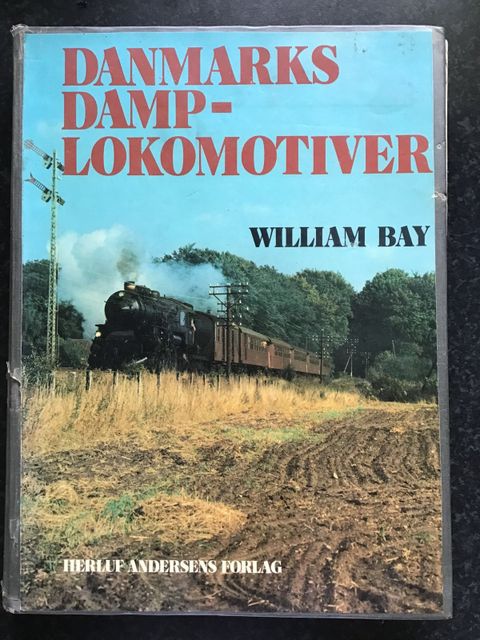 DANMARKS
DAMP-
LOKOMOTIVER
WILLIAM BAY
HERLUF ANDERSENS FORLAG